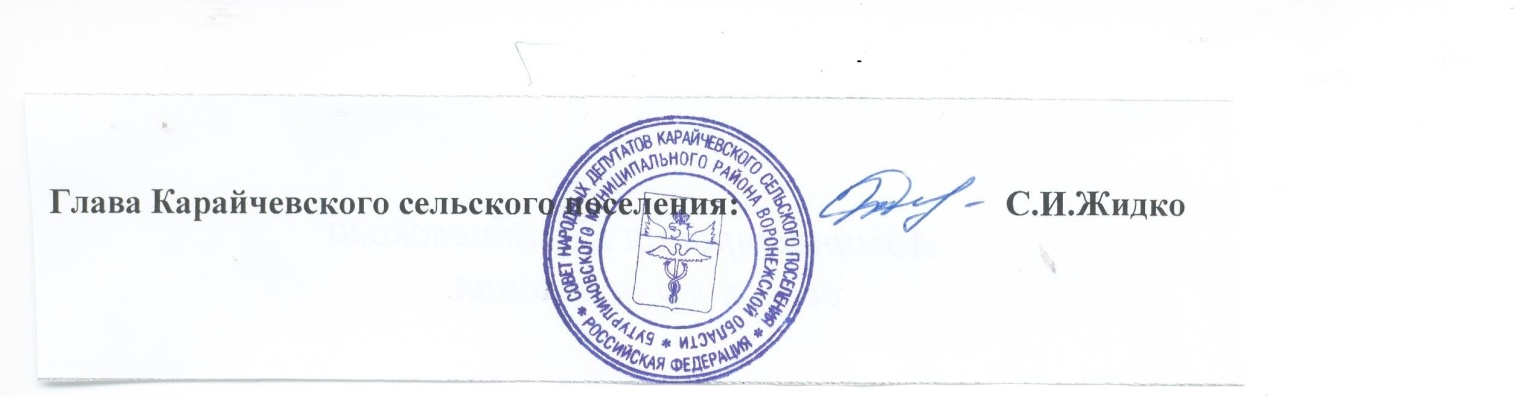 Глава Карайчевского сельского поселения: С.И.Жидко
СОВЕТ НАРОДНЫХ ДЕПУТАТОВ КАРАЙЧЕВСКОГО СЕЛЬСКОГО ПОСЕЛЕНИЯ
БУТУРЛИНОВСКОГО МУНИЦИПАЛЬНОГО РАЙОНА ВОРОНЕЖСКОЙ ОБЛАСТИ
* РОССИЙСКАЯ ФЕДЕРАЦИЯ *